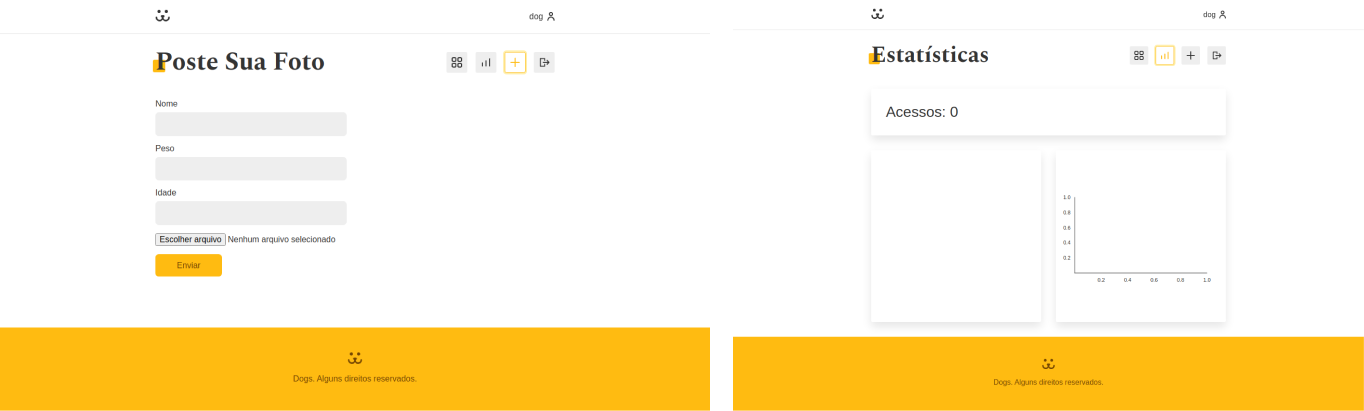 dog
Poste Sua Foto
Nome
Peso
Idade
Escolher arquivo Nenhum arquivo selecionado
Enviar
Dogs. Alguns direitos reservados.
dog
Estatísticas
Acessos: 0
1.0
0.8
0.6
0.4
0.2
0.2 0.4 0.6 0.8 1.0
Dogs. Alguns direitos reservados.